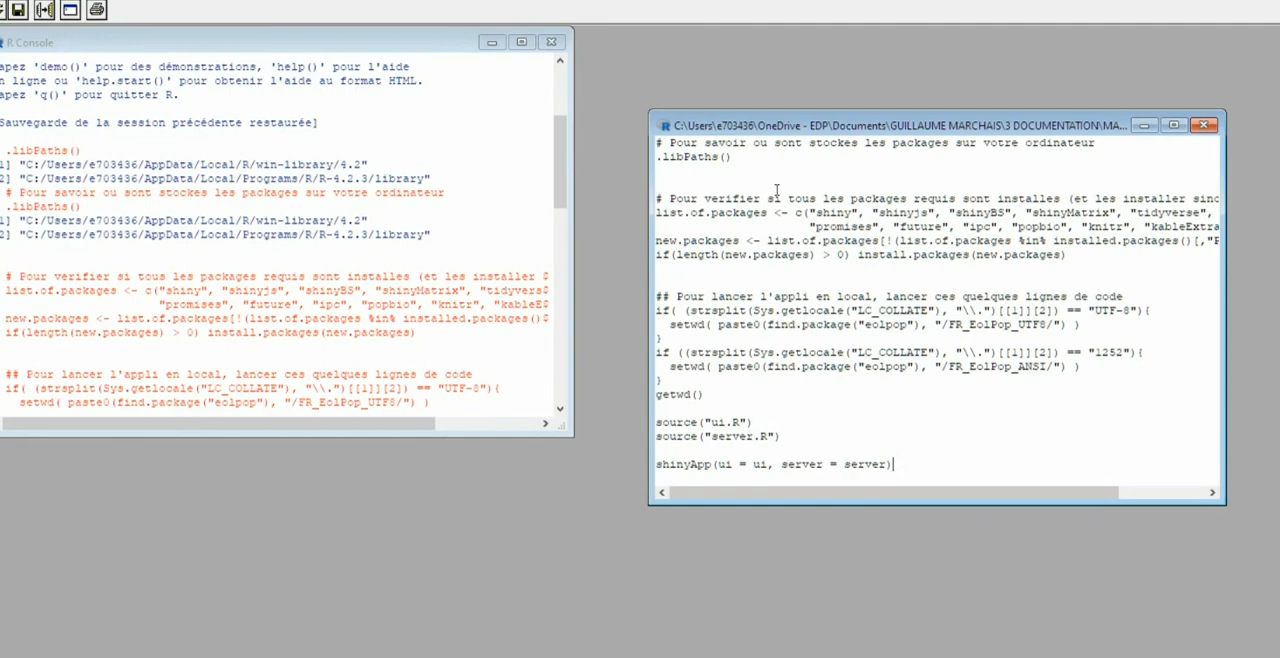 R Console
apez 'demo()' pour des démonstrations, 'help()' pour l'aide
n ligne ou 'help.start()' pour obtenir l'aide au format HTML.
apez 'q()' pour quitter R.
Sauvegarde de la session précédente restaurée]
.libPaths()
1] "C:/Users/e703436/AppData/Local/R/win-library/4.2"
2] "C:/Users/e703436/AppData/Local/Programs/R/R-4.2.3/library"
# Pour savoir ou sont stockes les packages sur votre ordinateur
.libPaths()
1] "C:/Users/e703436/AppData/Local/R/win-library/4.2"
2] "C:/Users/e703436/AppData/Local/Programs/R/R-4.2.3/library"
# Pour verifier si tous les packages requis sont installes (et les installer $
list.of.packages <- c("shiny", "shinyjs", "shinyBS", "shinyMatrix", "tidyvers$
"promises", "future", "ipc", "popbio", "knitr", "kableE$
new.packages <- list.of.packages[!(list.of.packages %in% installed.packages()$
if(length(new.packages) > 0) install.packages(new.packages)
## Pour lancer l'appli en local, lancer ces quelques lignes de code
if( (strsplit(Sys.getlocale("LC_COLLATE"), "\\.")[[1]][2]) == "UTF-8"){
setwd( paste0(find.package("eolpop"), "/FR_EolPop_UTF8/") )
C:\Users\e703436\OneDrive - EDP\Documents\GUILLAUME MARCHAIS\3 DOCUMENTATION\MA...
# Pour savoir ou sont stockes les packages sur votre ordinateur
.libPaths()
# Pour verifier si tous les packages requis sont installes (et les installer sinc
list.of.packages <- c("shiny", "shinyjs", "shinyBS", "shinyMatrix", "tidyverse",
"promises", "future", "ipc", "popbio", "knitr", "kableExtra
new.packages <- list.of.packages[!(list.of.packages %in% installed.packages()[,"P
if(length(new.packages) > 0) install.packages(new.packages)
## Pour lancer l'appli en local, lancer ces quelques lignes de code
if( (strsplit(Sys.getlocale("LC_COLLATE"), "\\.")[[1]][2]) == "UTF-8"){
setwd( paste0(find.package("eolpop"), "/FR_EolPop_UTF8/") )
}
if ((strsplit(Sys.getlocale("LC_COLLATE"), "\\.")[[1]][2]) == "1252"){
setwd( paste0(find.package("eolpop"), "/FR_EolPop_ANSI/") )
}
getwd()
source("ui.R")
source("server.R")
shinyApp(ui = ui, server = server)